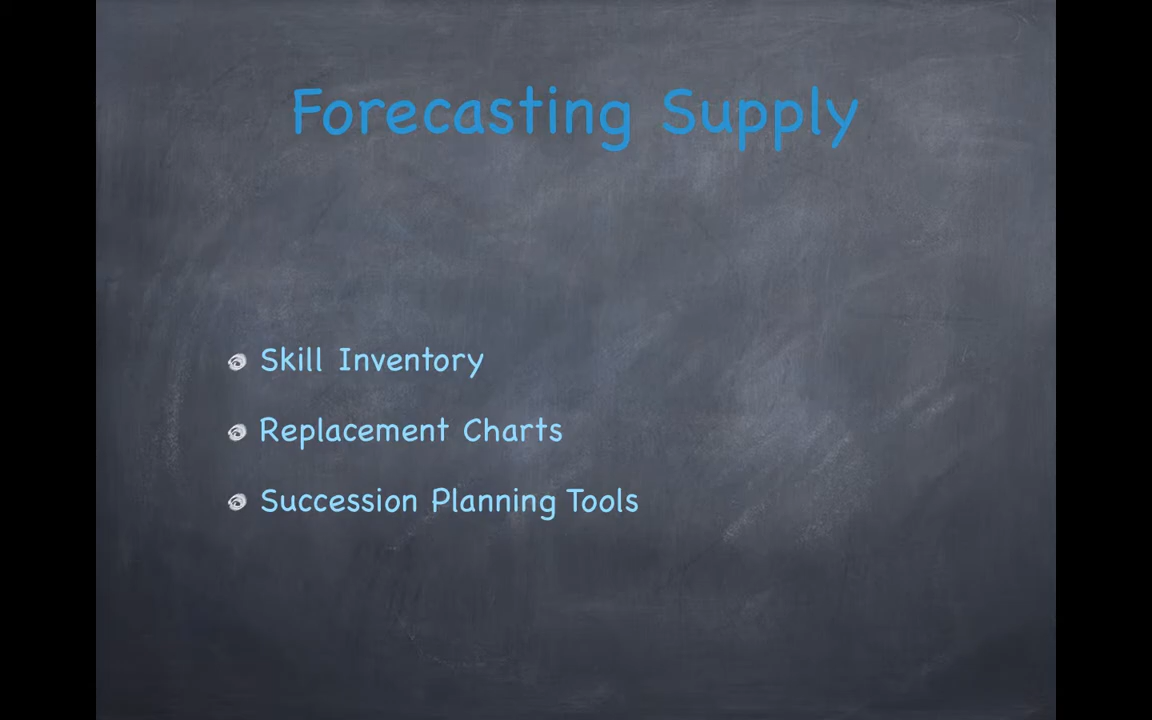 Forecasting Supply
Skill Inventory
Replacement Charts
Succession Planning Tools